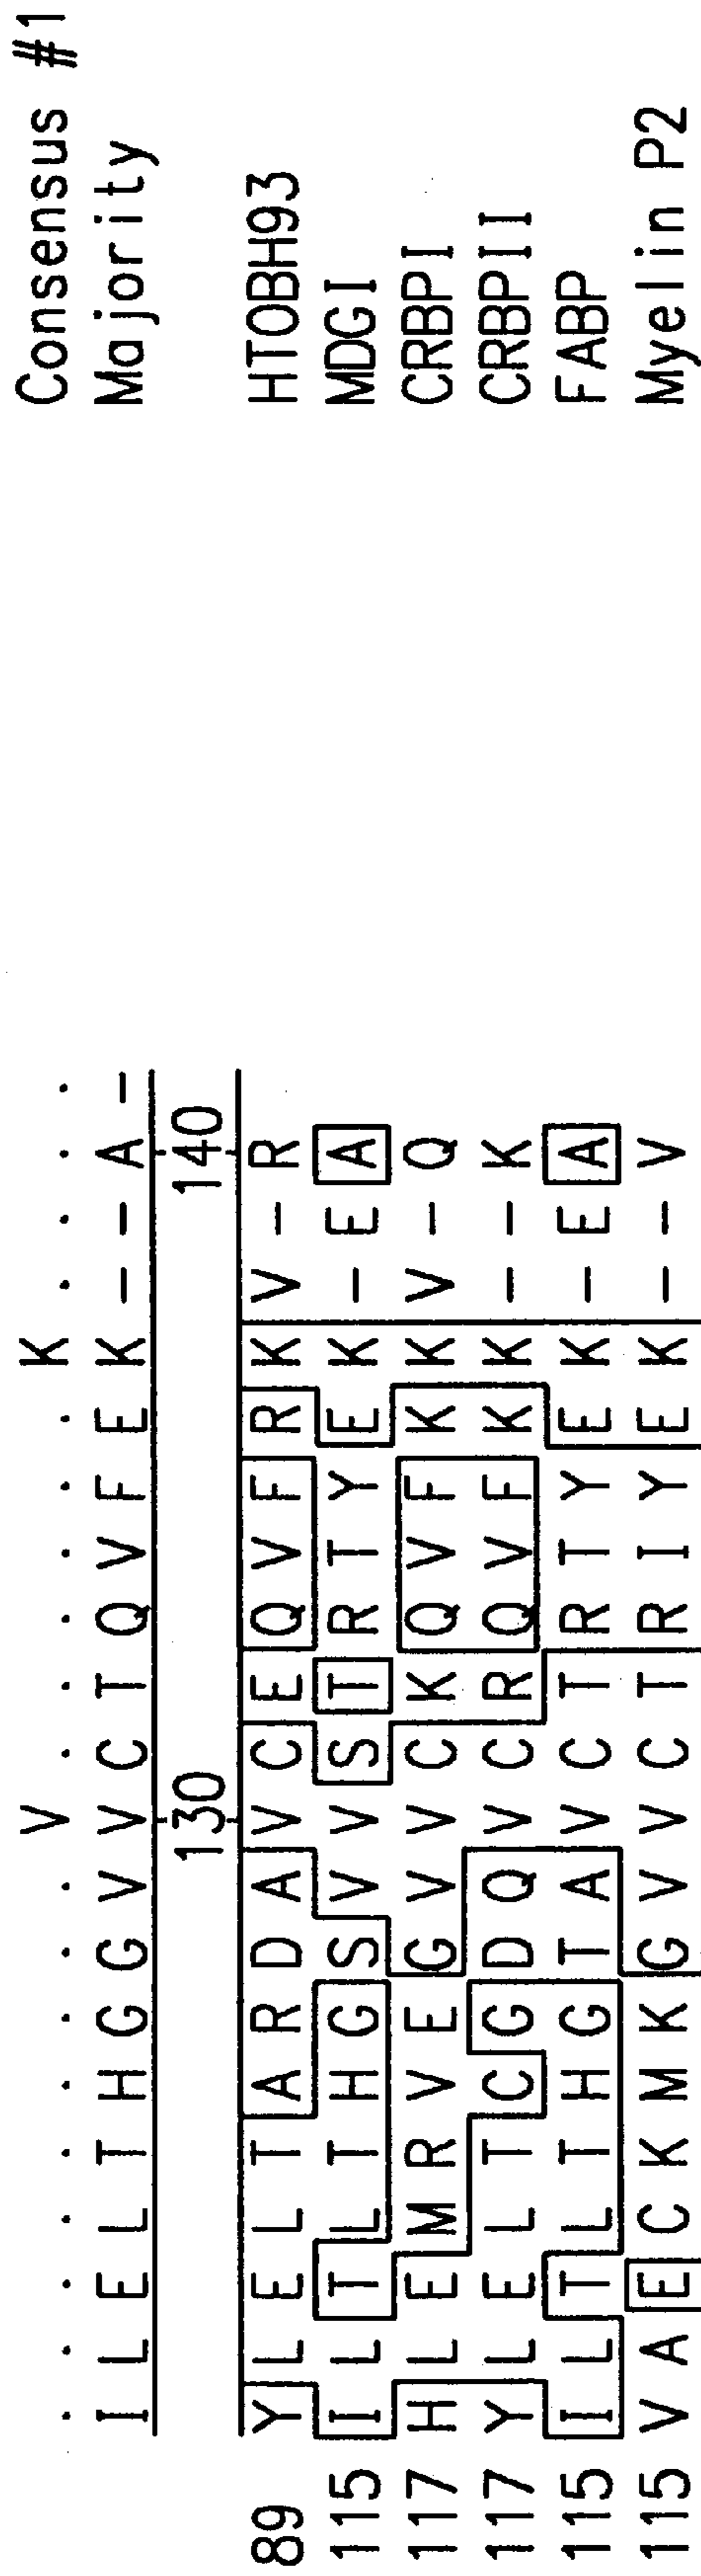 . . . . . . . . . V . . . . . . K . . . . Consensus #1
I L E L T H G G V V C T Q V F E K - - A - Majority
130 140
89 Y L E L T A R D A V C E Q V F R K V - R HTOBH93
115 I L T L T H G S V V S T R T Y E K - E A MDGI
117 H L E M R V E G V V C K Q V F K K V - Q CRBPI
117 Y L E L T C G D Q V C R Q V F K K - - K CRBPII
115 I L T L T H G T A V C T R T Y E K - E A FABP
115 V A E C K M K G V V C T R I Y E K - - V Myelin P2